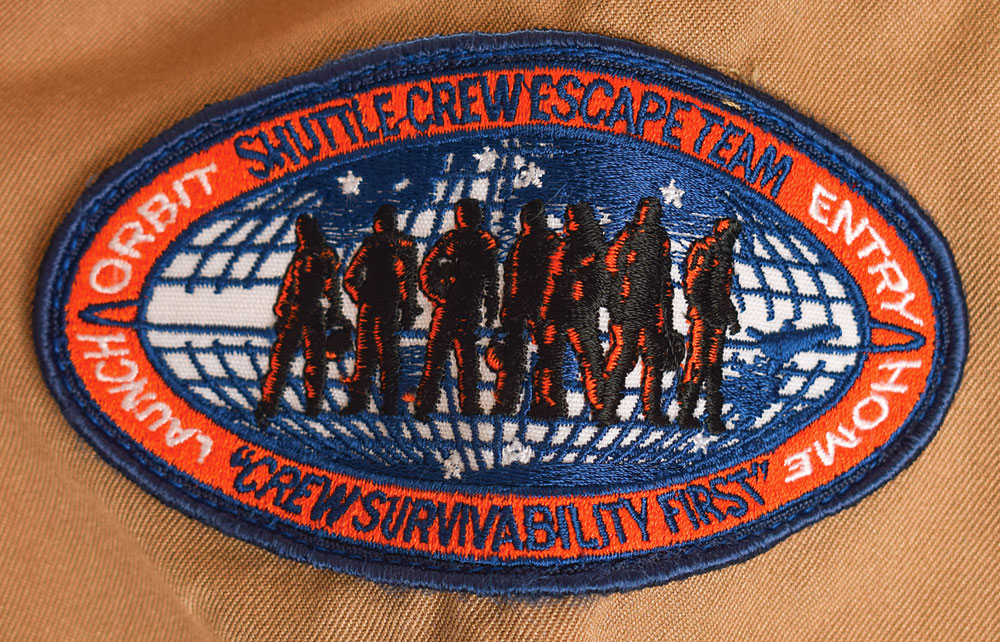 SHUTTLE CREW ESCAPE TEAM
LAUNCH ORBIT
ENTRY HOME
"CREW SURVIVABILITY FIRST"